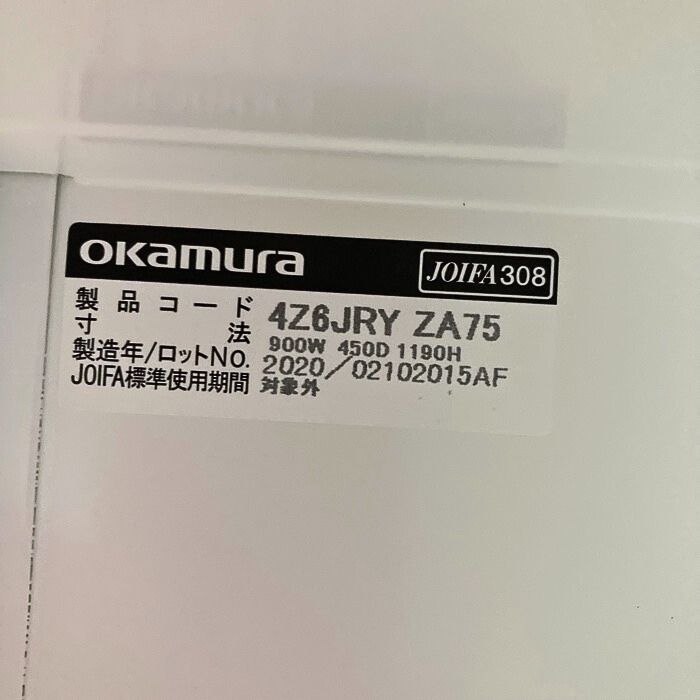 okamura
JOIFA308
製品コード 4Z6JRY ZA75
寸法 900W 450D 1190H
製造年/ロットNO. 2020/02102015AF
JOIFA標準使用期間 対象外